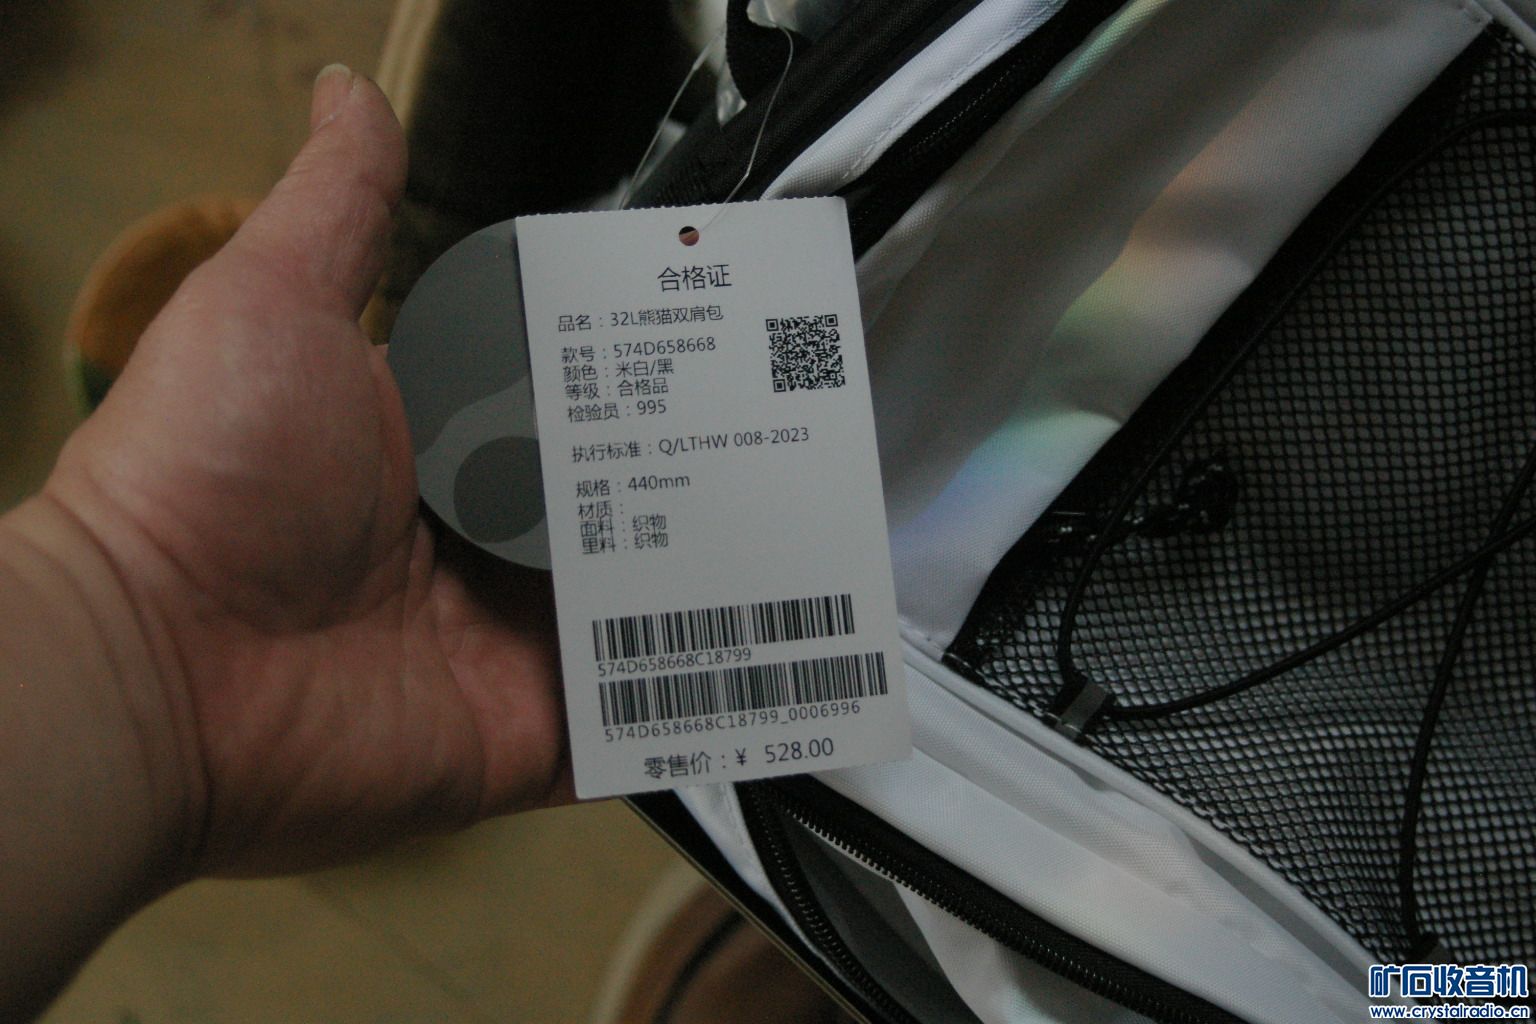 合格证
品名：32L熊猫双肩包
款号：574D658668
颜色：米白/黑
等级：合格品
检验员：995
执行标准：Q/LTHW 008-2023
规格：440mm
材质：
面料：织物
里料：织物
574D658668C18799
574D658668C18799_0006996
零售价：¥ 528.00
矿石收音机
www.crystalradio.cn